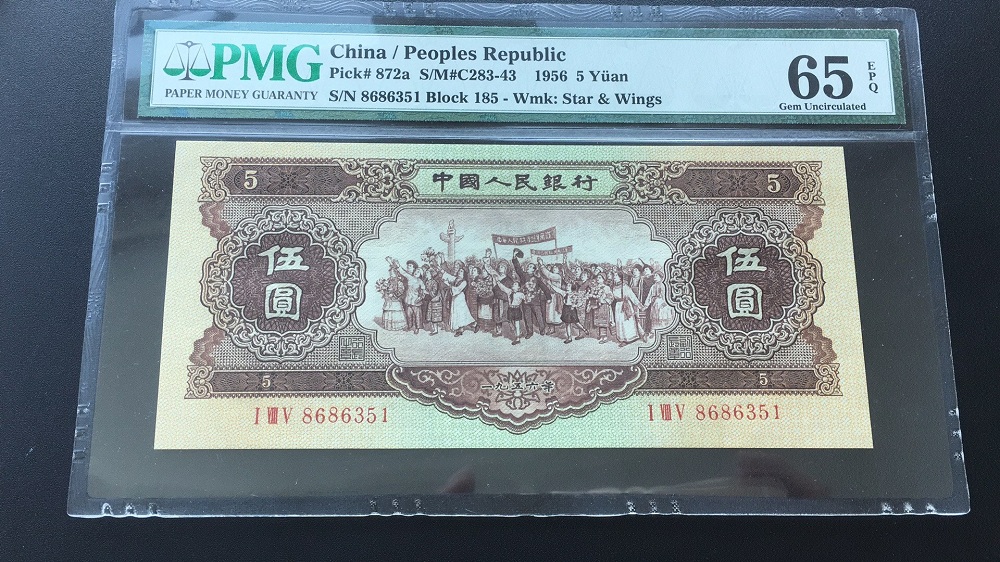 PMG
PAPER MONEY GUARANTY
China / Peoples Republic
Pick# 872a S/M#C283-43 1956 5 Yüan
S/N 8686351 Block 185 - Wmk: Star & Wings
65 EPQ
Gem Uncirculated
5 中國人民銀行 5
伍圓 伍圓
5 一九五六年 5
I VIII V 8686351 I VIII V 8686351